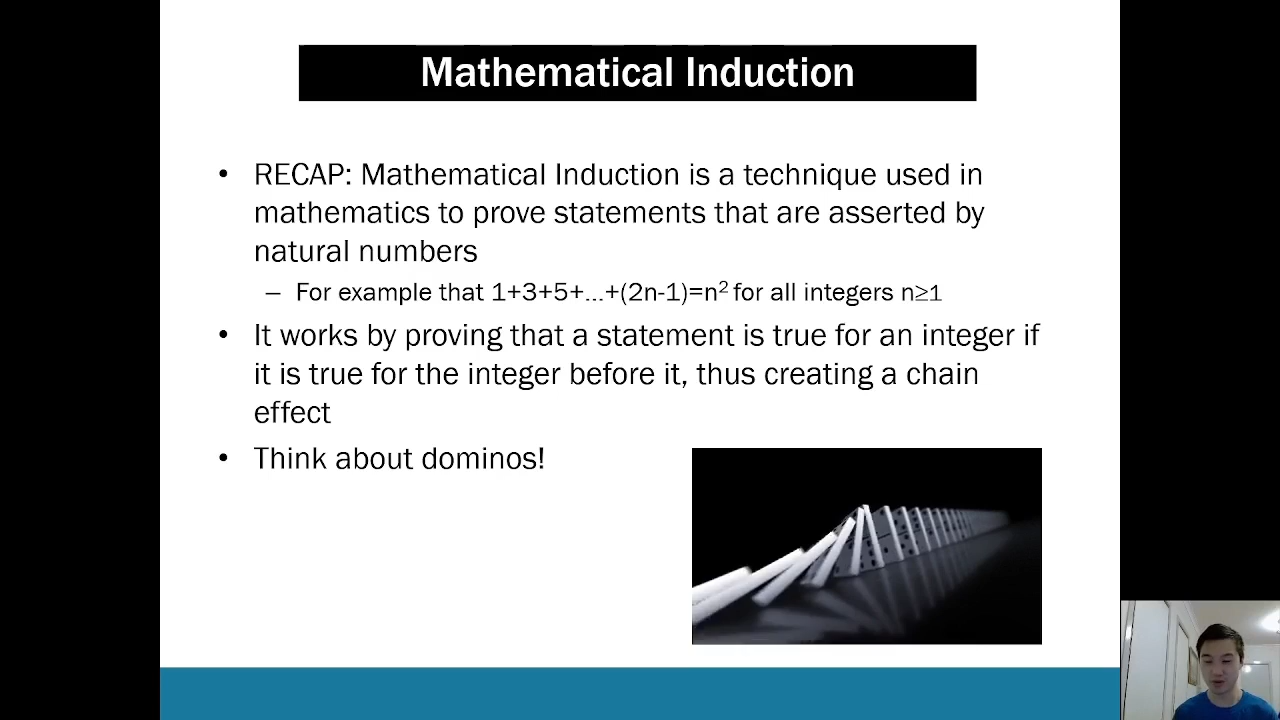 Mathematical Induction
• RECAP: Mathematical Induction is a technique used in
mathematics to prove statements that are asserted by
natural numbers
– For example that 1+3+5+...+(2n-1)=n² for all integers n≥1
• It works by proving that a statement is true for an integer if
it is true for the integer before it, thus creating a chain
effect
• Think about dominos!